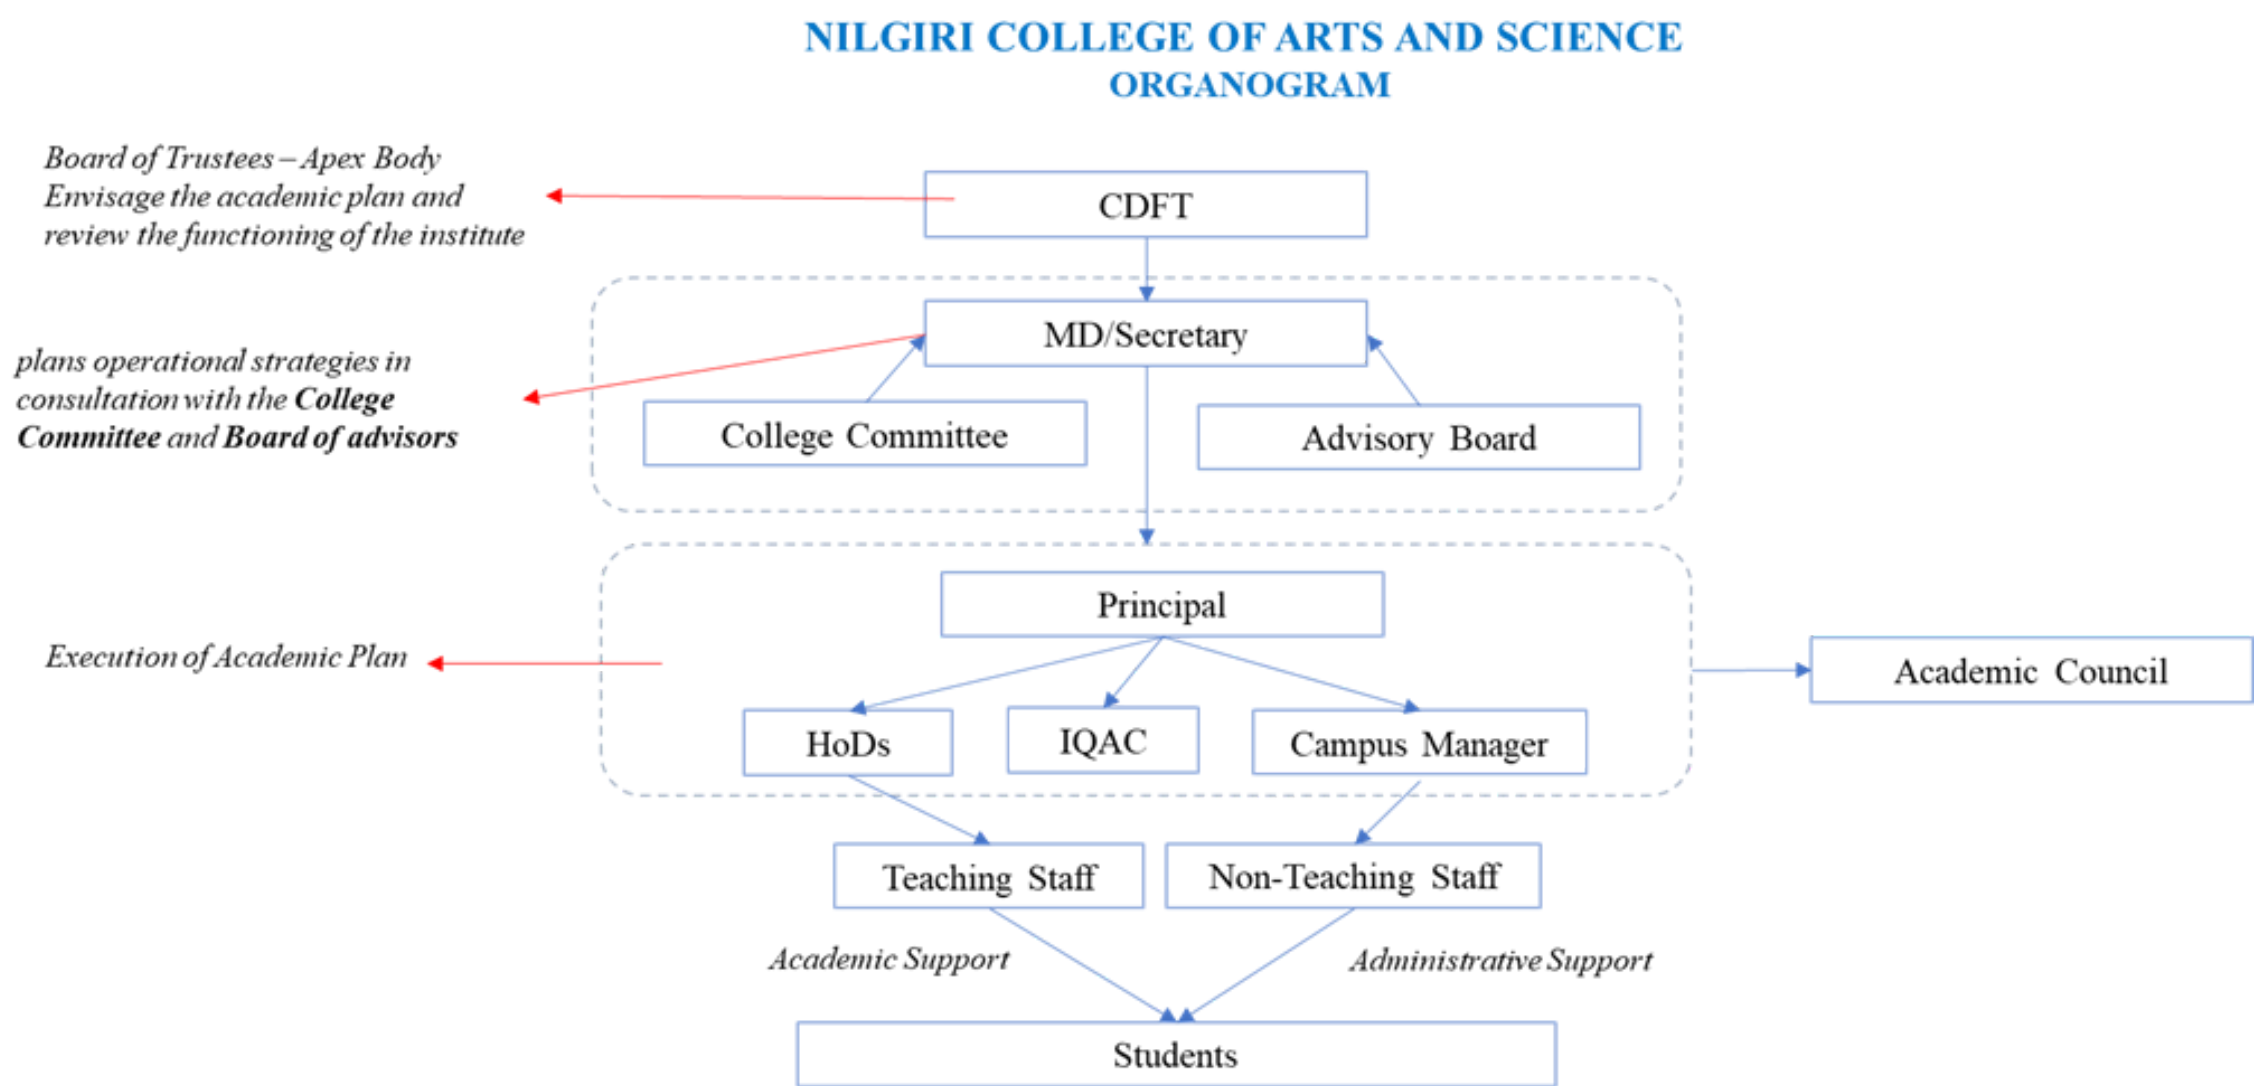 NILGIRI COLLEGE OF ARTS AND SCIENCE
ORGANOGRAM
Board of Trustees – Apex Body
Envisage the academic plan and
review the functioning of the institute
CDFT
MD/Secretary
plans operational strategies in
consultation with the College
Committee and Board of advisors
College Committee
Advisory Board
Principal
Execution of Academic Plan
Academic Council
HoDs
IQAC
Campus Manager
Teaching Staff
Non-Teaching Staff
Academic Support
Administrative Support
Students